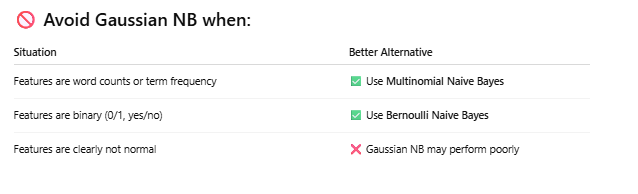 🚫 Avoid Gaussian NB when:
Situation Better Alternative
Features are word counts or term frequency ✅ Use Multinomial Naive Bayes
Features are binary (0/1, yes/no) ✅ Use Bernoulli Naive Bayes
Features are clearly not normal ❌ Gaussian NB may perform poorly